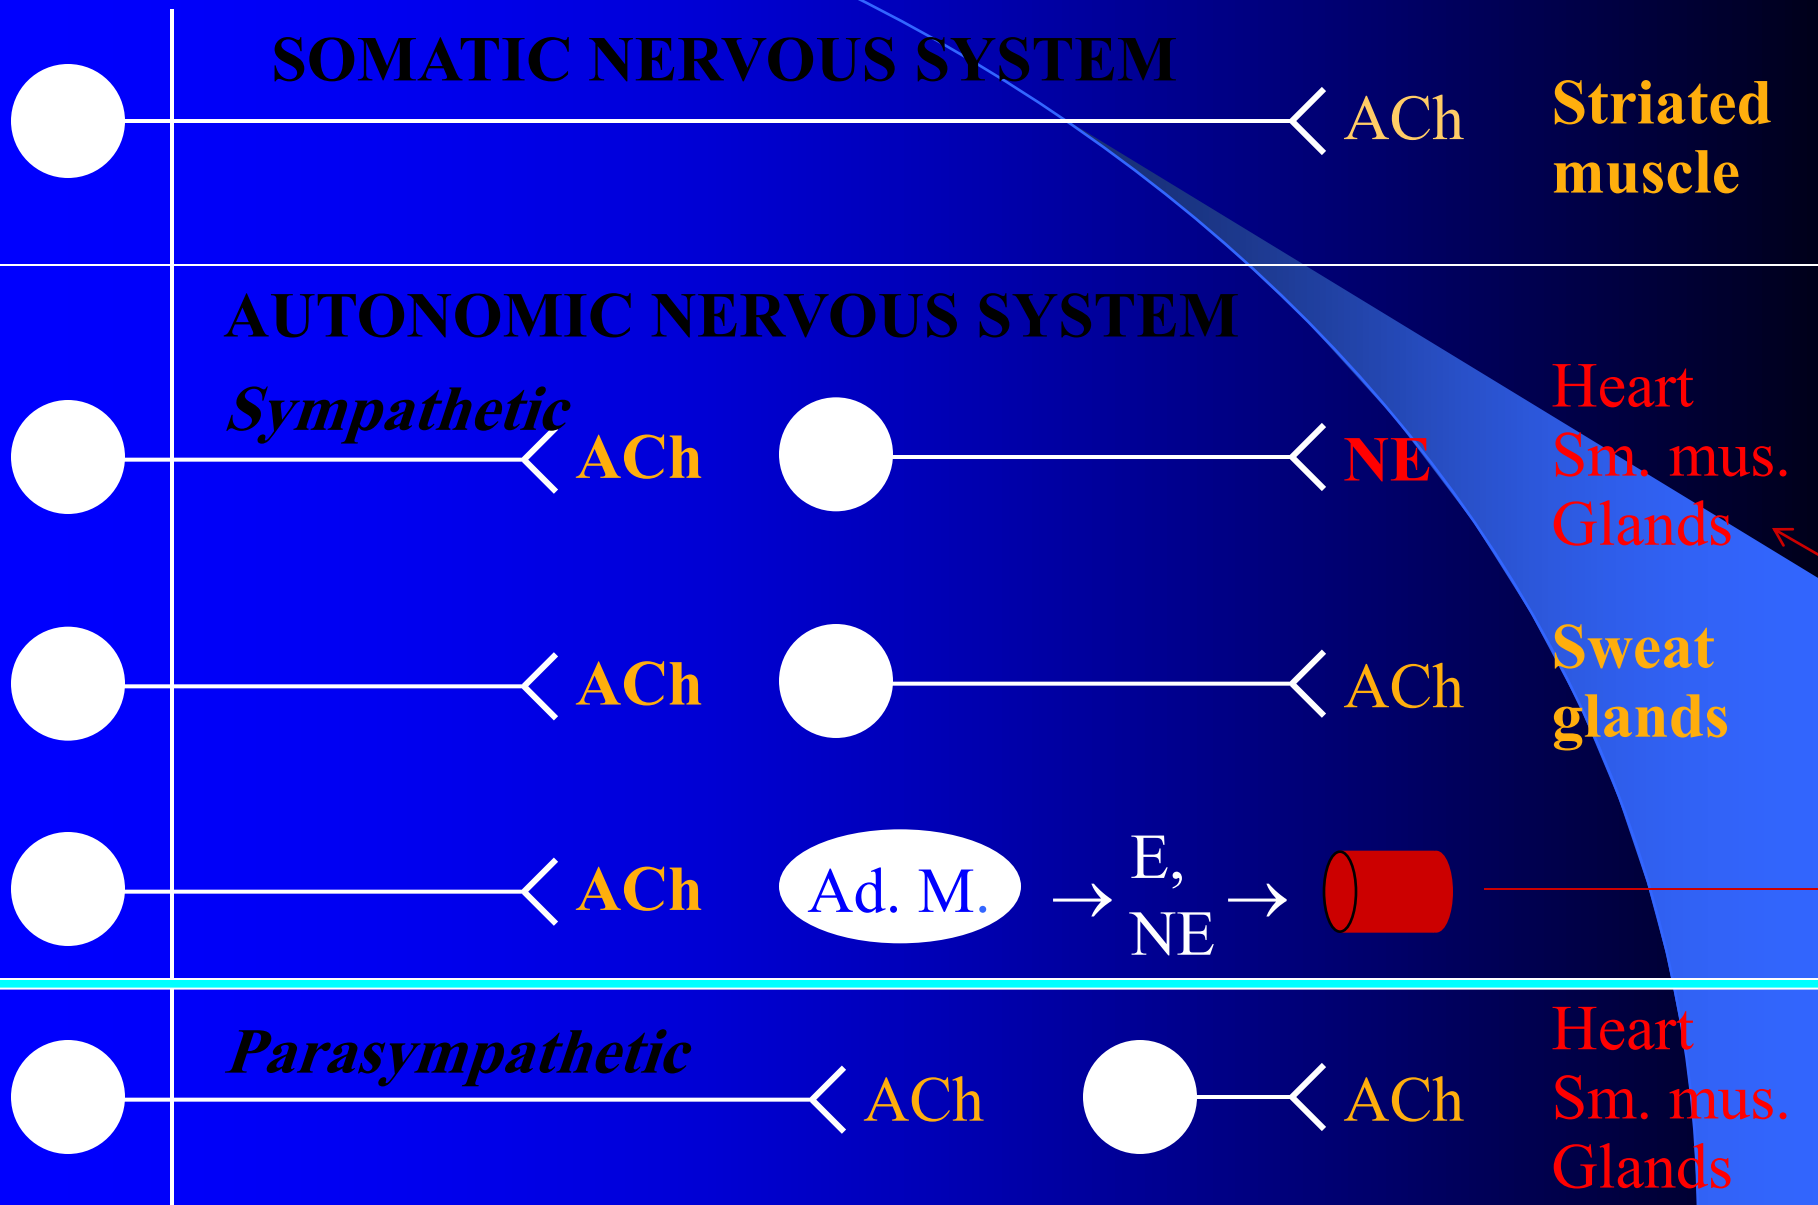 SOMATIC NERVOUS SYSTEM
ACh
Striated
muscle
AUTONOMIC NERVOUS SYSTEM
Sympathetic
ACh
NE
Heart
Sm. mus.
Glands
ACh
ACh
Sweat
glands
ACh
Ad. M.
E,
NE
Parasympathetic
ACh
ACh
Heart
Sm. mus.
Glands